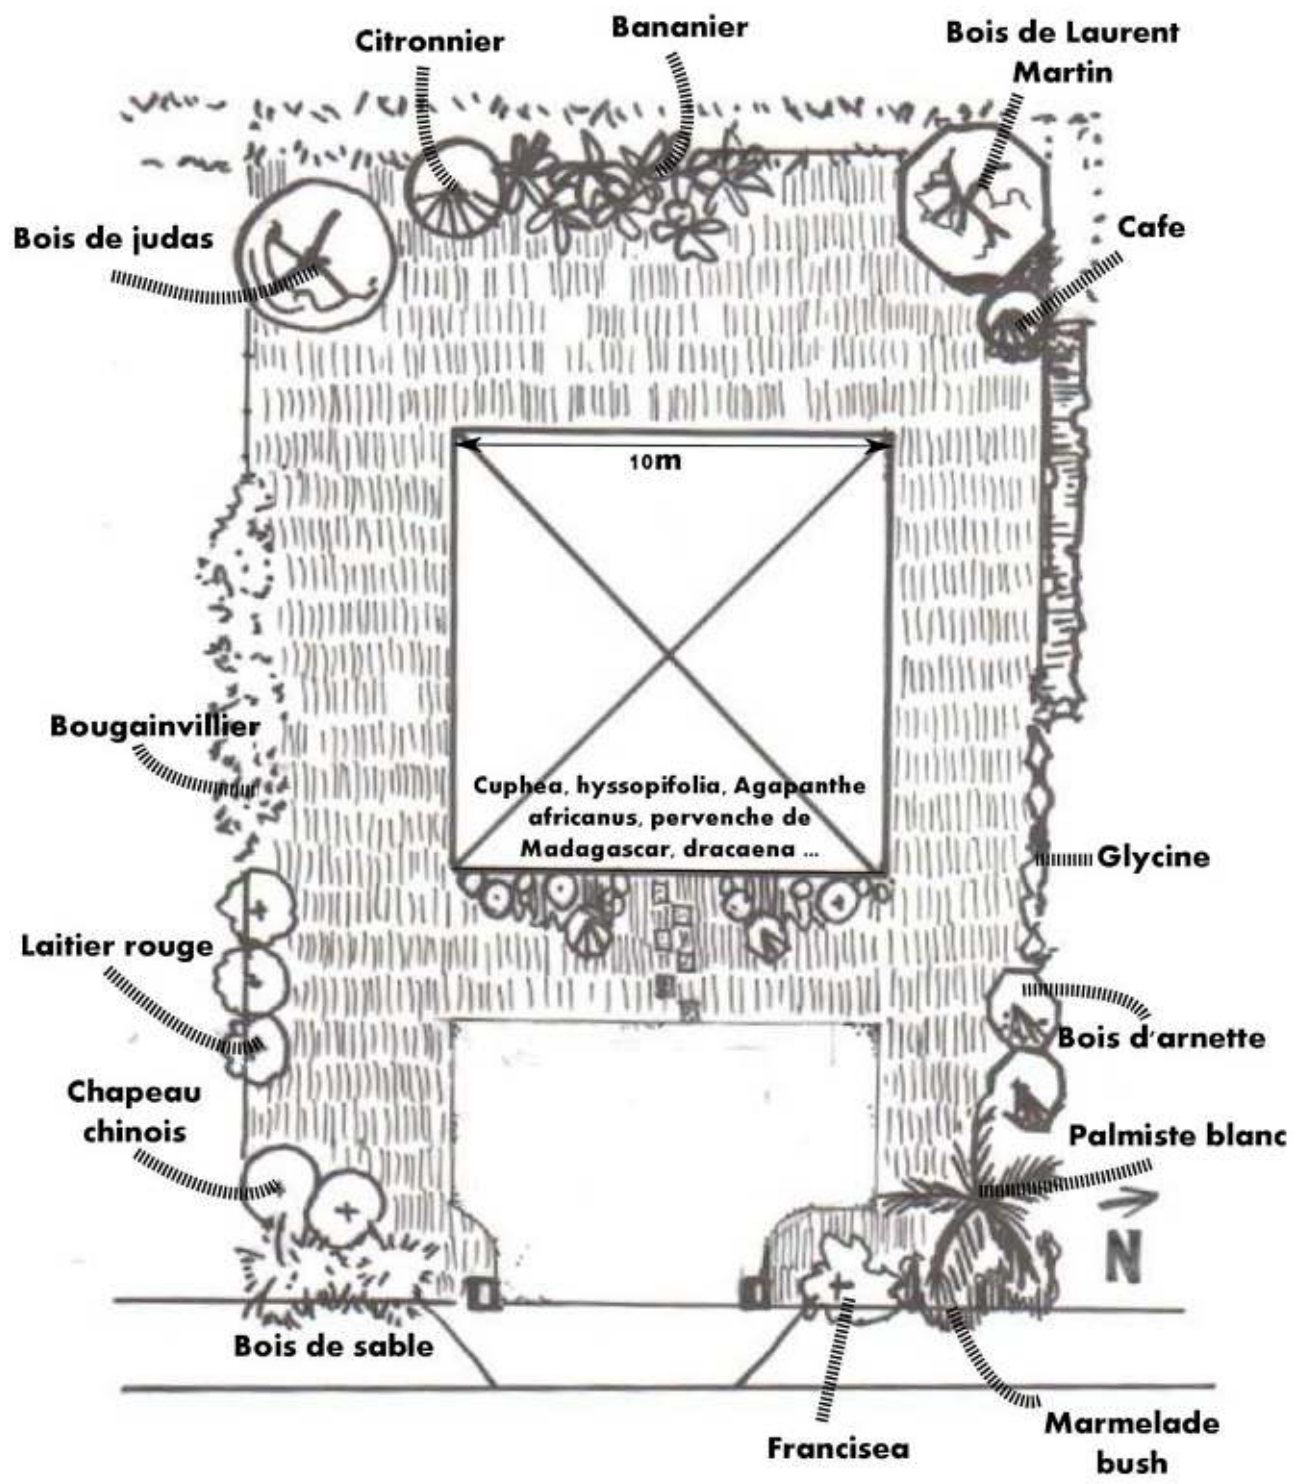 Citronnier
Bananier
Bois de Laurent
Martin
Bois de judas
Cafe
10m
Bougainvillier
Cuphea, hyssopifolia, Agapanthe
africanus, pervenche de
Madagascar, dracaena ...
Glycine
Laitier rouge
Bois d'arnette
Chapeau
chinois
Palmiste blanc
N
Bois de sable
Francisea
Marmelade
bush